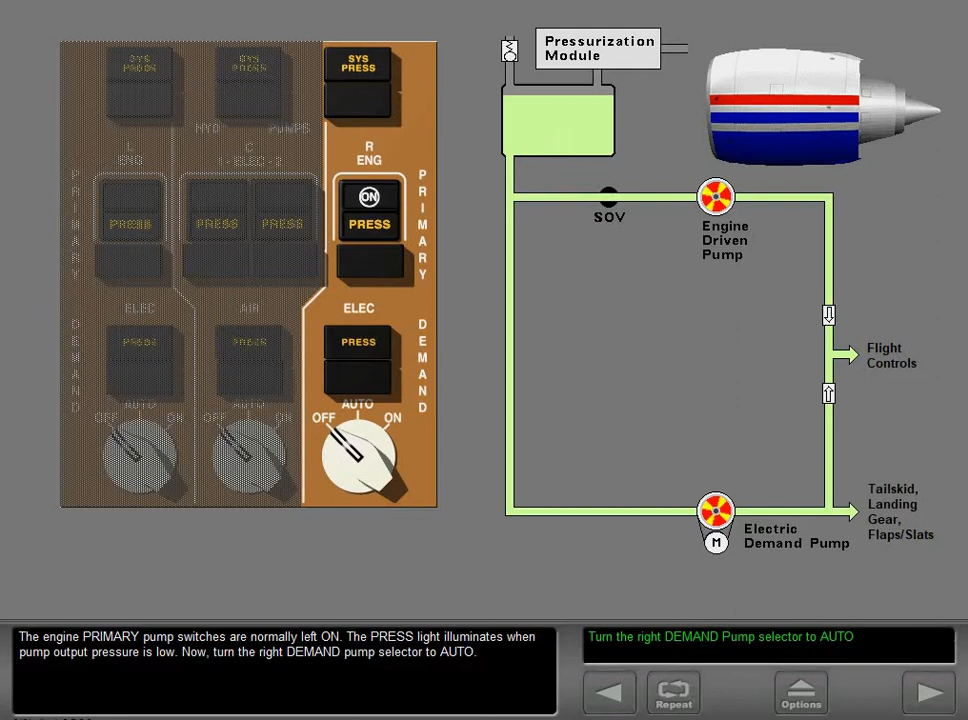 SYS
PRESS
SYS
PRESS
SYS
PRESS
HYD PUMPS
L
ENG
C
1 - ELEC - 2
R
ENG
PRIMARY
PRIMARY
ON
PRESS
PRESS
PRESS
PRESS
ELEC
AIR
ELEC
DEMAND
DEMAND
PRESS
PRESS
PRESS
OFF AUTO ON
OFF AUTO ON
OFF AUTO ON
Pressurization
Module
SOV
Engine
Driven
Pump
Flight
Controls
Tailskid,
Landing
Gear,
Flaps/Slats
M
Electric
Demand Pump
The engine PRIMARY pump switches are normally left ON. The PRESS light illuminates when
pump output pressure is low. Now, turn the right DEMAND pump selector to AUTO.
Turn the right DEMAND Pump selector to AUTO
Repeat
Options